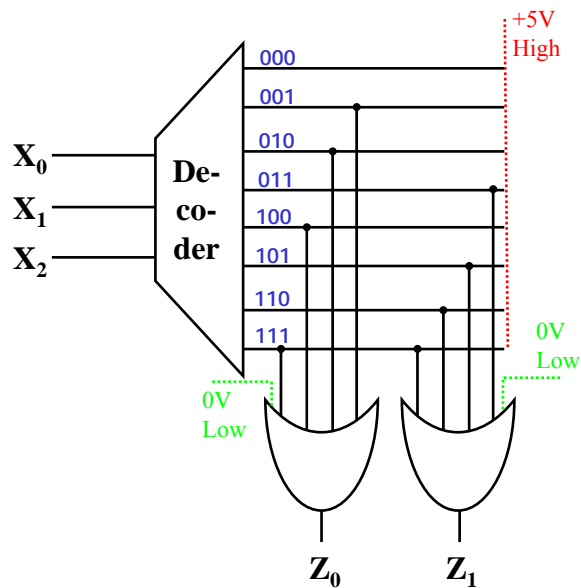 +5V
High
000
001
010
011
100
101
110
111
X0
X1
X2
De-
co-
der
0V
Low
0V
Low
Z0
Z1